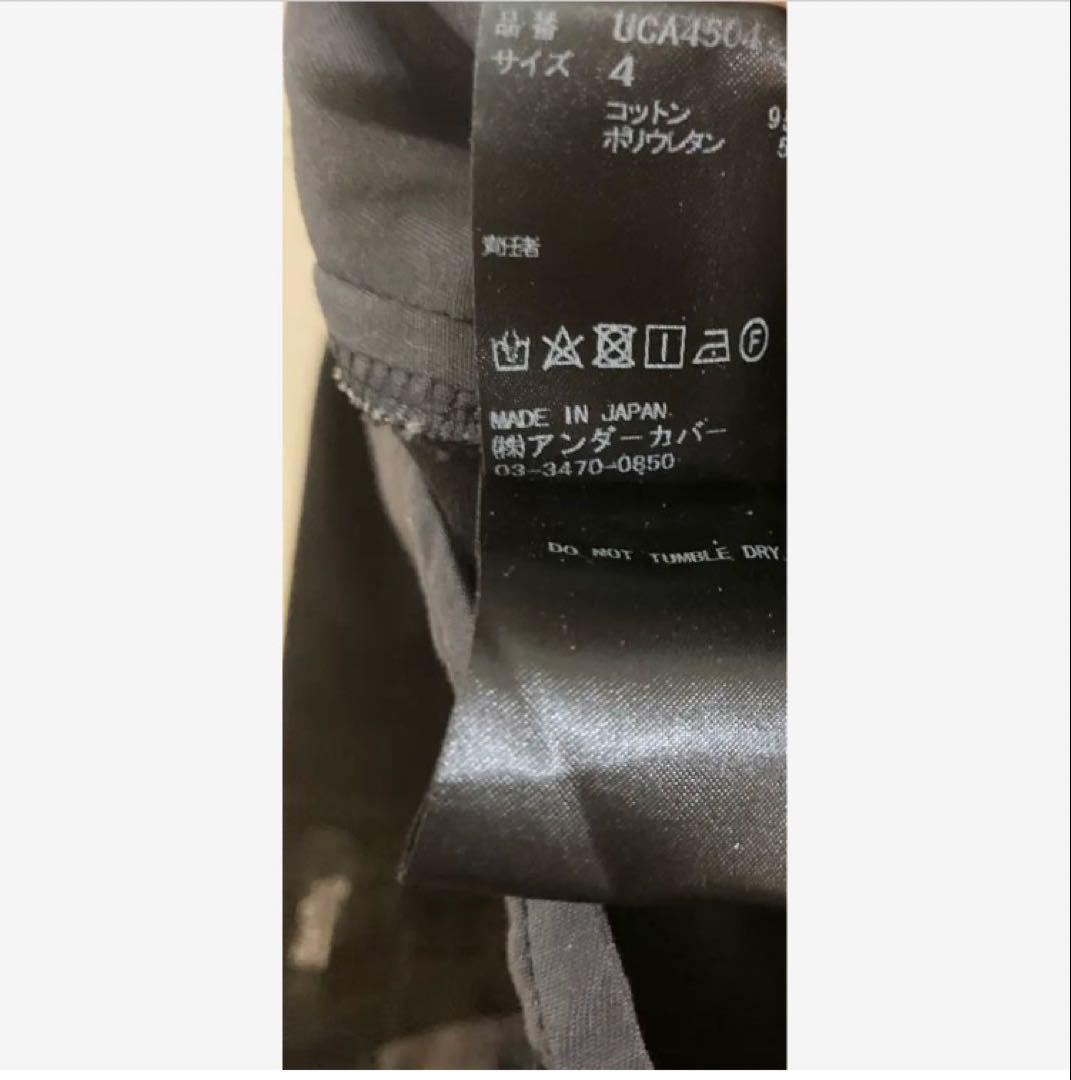 品番 UCA4504
サイズ 4
コットン 9
ポリウレタン 5
責任者
F
MADE IN JAPAN
(株)アンダーカバー
03-3470-0850
DO NOT TUMBLE DRY